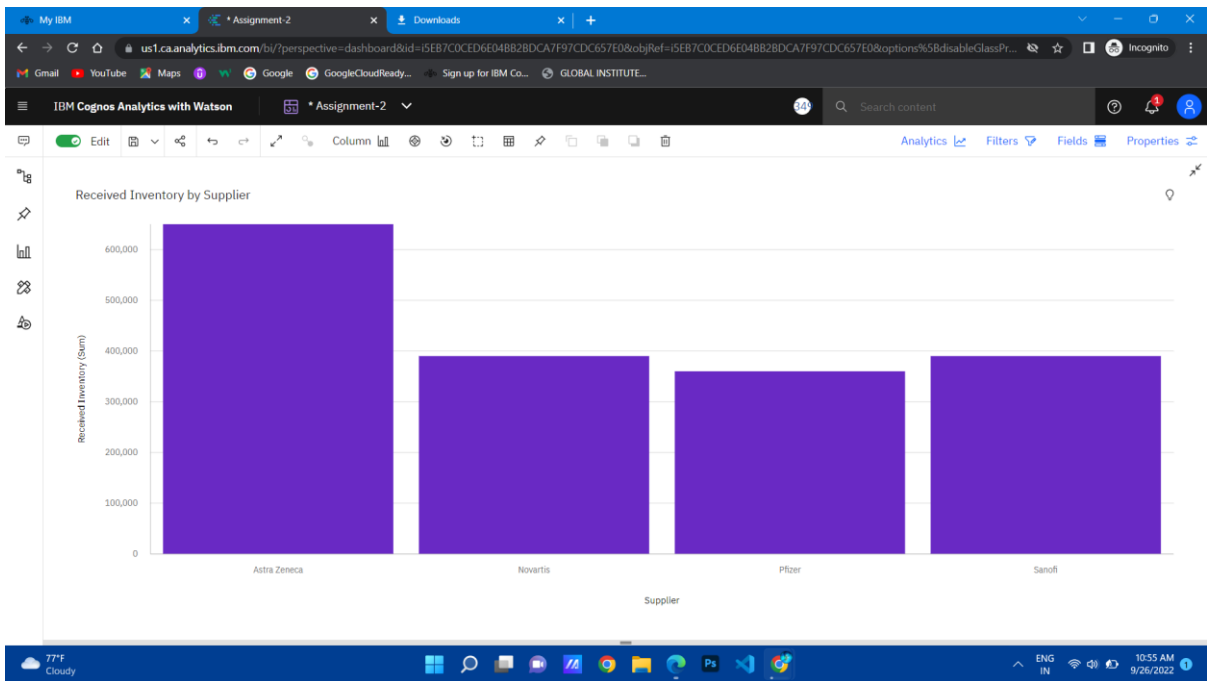 My IBM
* Assignment-2
Downloads
us1.ca.analytics.ibm.com/bi/?perspective=dashboard&id=i5EB7C0CED6E04BB2BDCA7F97CDC657E0&objRef=i5EB7C0CED6E04BB2BDCA7F97CDC657E0&options%5BdisableGlassPr...
Incognito
Gmail YouTube Maps Google GoogleCloudReady... Sign up for IBM Co... GLOBAL INSTITUTE...
IBM Cognos Analytics with Watson
* Assignment-2
349
Search content
1
Edit
Column
Analytics
Filters
Fields
Properties
Received Inventory by Supplier
Received Inventory (Sum)
600,000
500,000
400,000
300,000
200,000
100,000
0
Astra Zeneca
Novartis
Pfizer
Sanofi
Supplier
77°F
Cloudy
Ps
ENG
IN
10:55 AM
9/26/2022
1